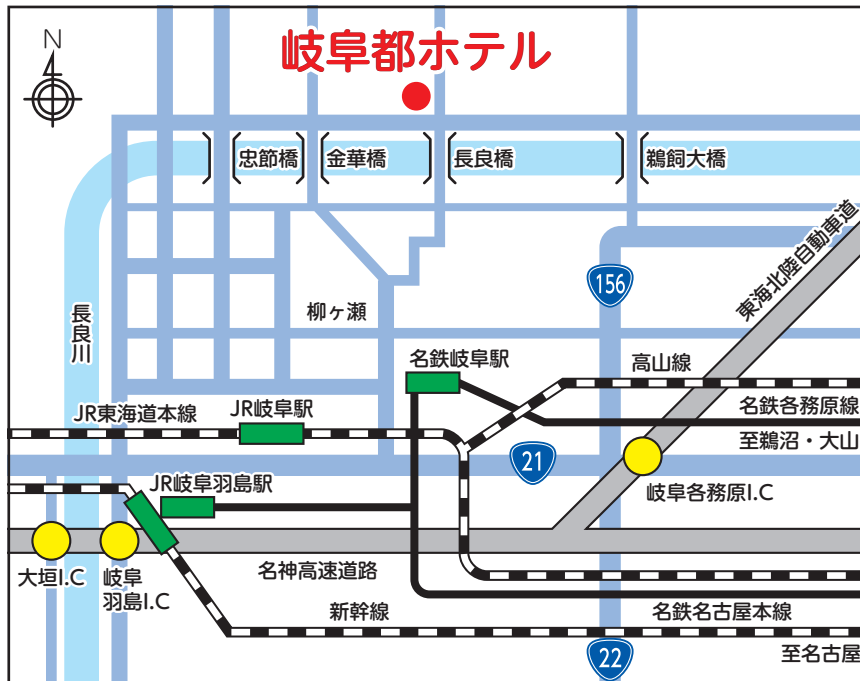 N
岐阜都ホテル
忠節橋
金華橋
長良橋
鵜飼大橋
東海北陸自動車道
156
長良川
柳ヶ瀬
名鉄岐阜駅
高山線
JR東海道本線
JR岐阜駅
名鉄各務原線
至鵜沼・犬山
21
JR岐阜羽島駅
岐阜各務原I.C
大垣I.C
岐阜
羽島I.C
名神高速道路
新幹線
名鉄名古屋本線
22
至名古屋